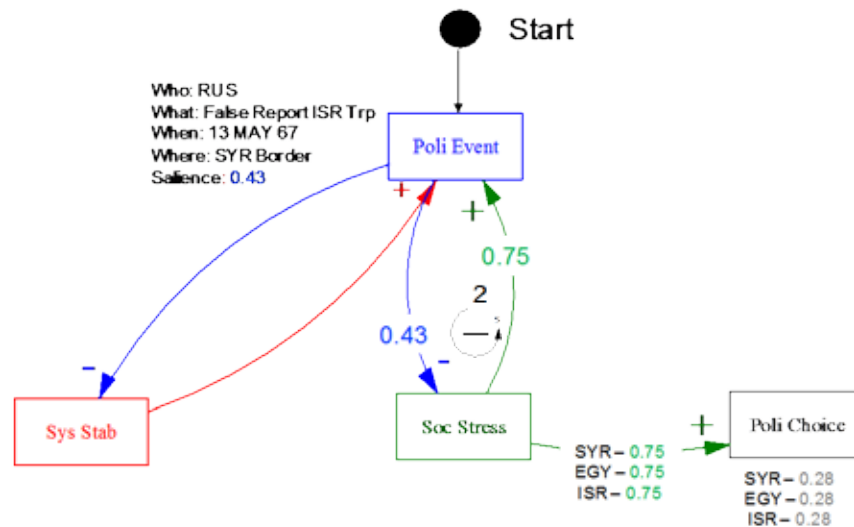 Start
Who: RUS
What: False Report ISR Trp
When: 13 MAY 67
Where: SYR Border
Salience: 0.43
Poli Event
+
+
0.75
2
0.43
—
-
-
Sys Stab
Soc Stress
+
Poli Choice
SYR – 0.75
EGY – 0.75
ISR – 0.75
SYR – 0.28
EGY – 0.28
ISR – 0.28